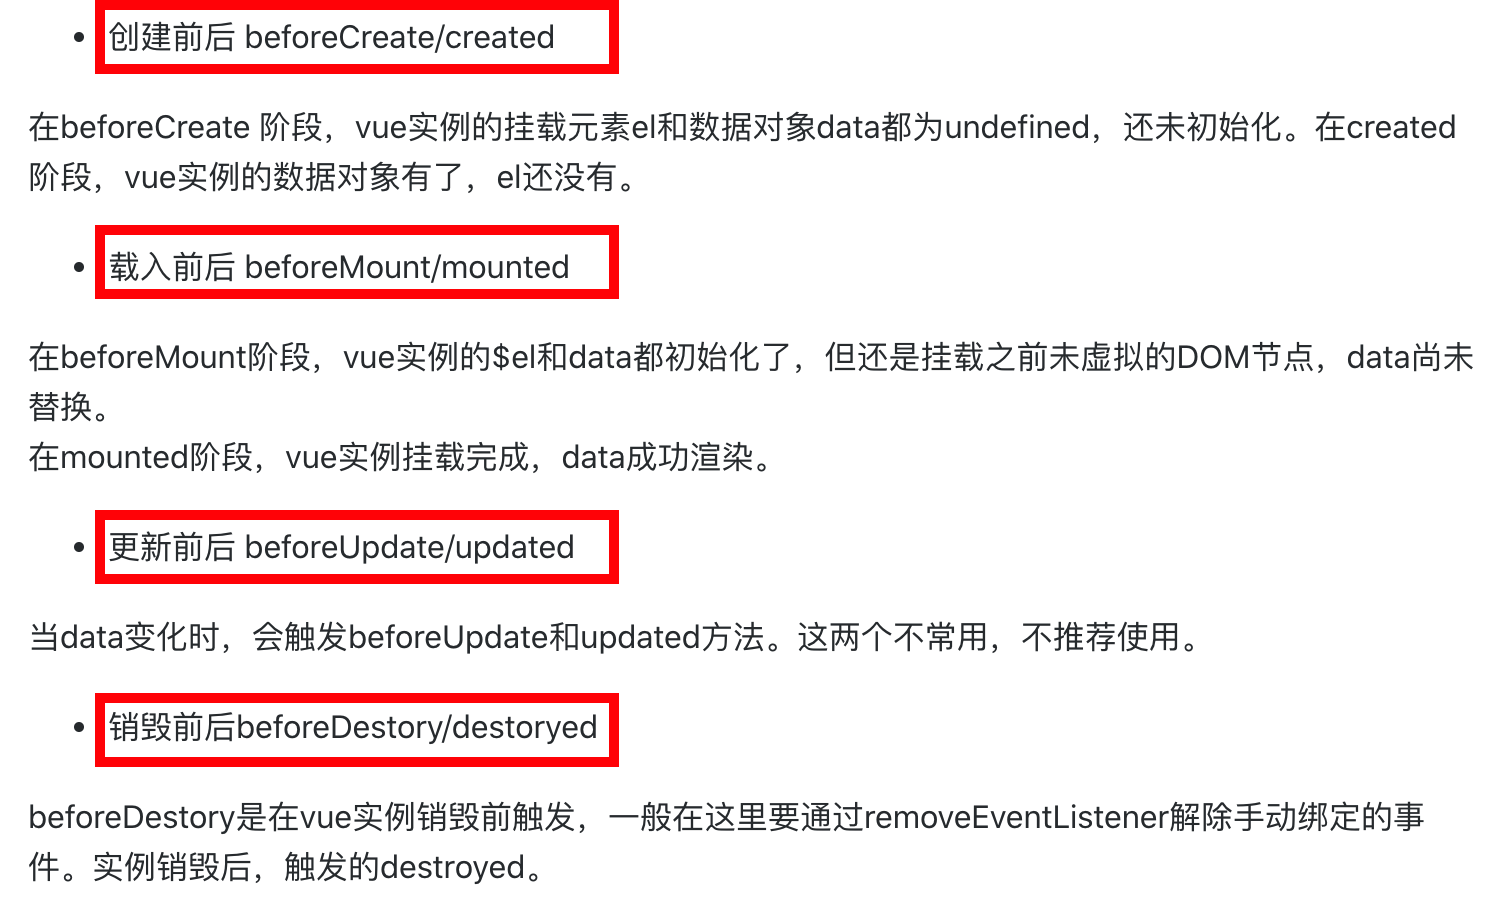 • 创建前后 beforeCreate/created
在beforeCreate 阶段，vue实例的挂载元素el和数据对象data都为undefined，还未初始化。在created
阶段，vue实例的数据对象有了，el还没有。
• 载入前后 beforeMount/mounted
在beforeMount阶段，vue实例的$el和data都初始化了，但还是挂载之前未虚拟的DOM节点，data尚未
替换。
在mounted阶段，vue实例挂载完成，data成功渲染。
• 更新前后 beforeUpdate/updated
当data变化时，会触发beforeUpdate和updated方法。这两个不常用，不推荐使用。
• 销毁前后beforeDestory/destoryed
beforeDestory是在vue实例销毁前触发，一般在这里要通过removeEventListener解除手动绑定的事
件。实例销毁后，触发的destroyed。